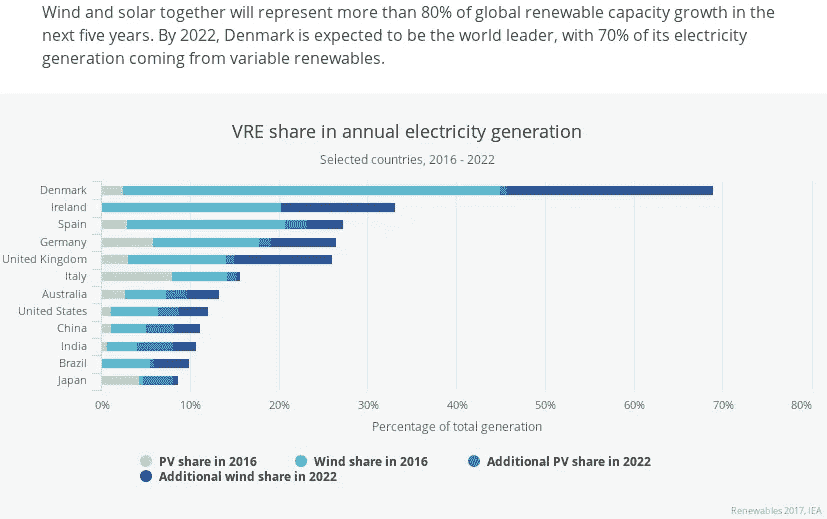 Wind and solar together will represent more than 80% of global renewable capacity growth in the
next five years. By 2022, Denmark is expected to be the world leader, with 70% of its electricity
generation coming from variable renewables.
VRE share in annual electricity generation
Selected countries, 2016 - 2022
Denmark
Ireland
Spain
Germany
United Kingdom
Italy
Australia
United States
China
India
Brazil
Japan
0% 10% 20% 30% 40% 50% 60% 70% 80%
Percentage of total generation
PV share in 2016 Wind share in 2016 Additional PV share in 2022
Additional wind share in 2022
Renewables 2017, IEA